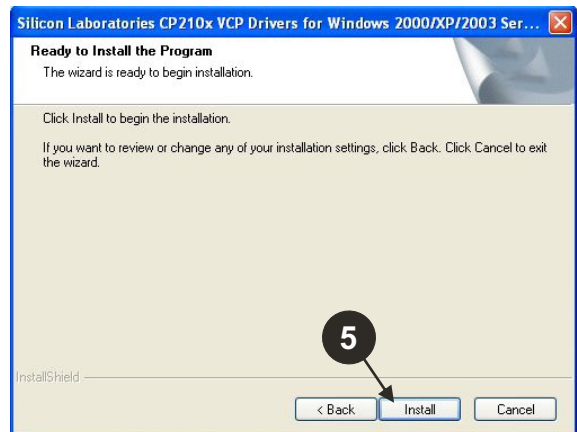 Silicon Laboratories CP210x VCP Drivers for Windows 2000/XP/2003 Ser...
Ready to Install the Program
The wizard is ready to begin installation.
Click Install to begin the installation.
If you want to review or change any of your installation settings, click Back. Click Cancel to exit
the wizard.
5
InstallShield
< Back Install Cancel